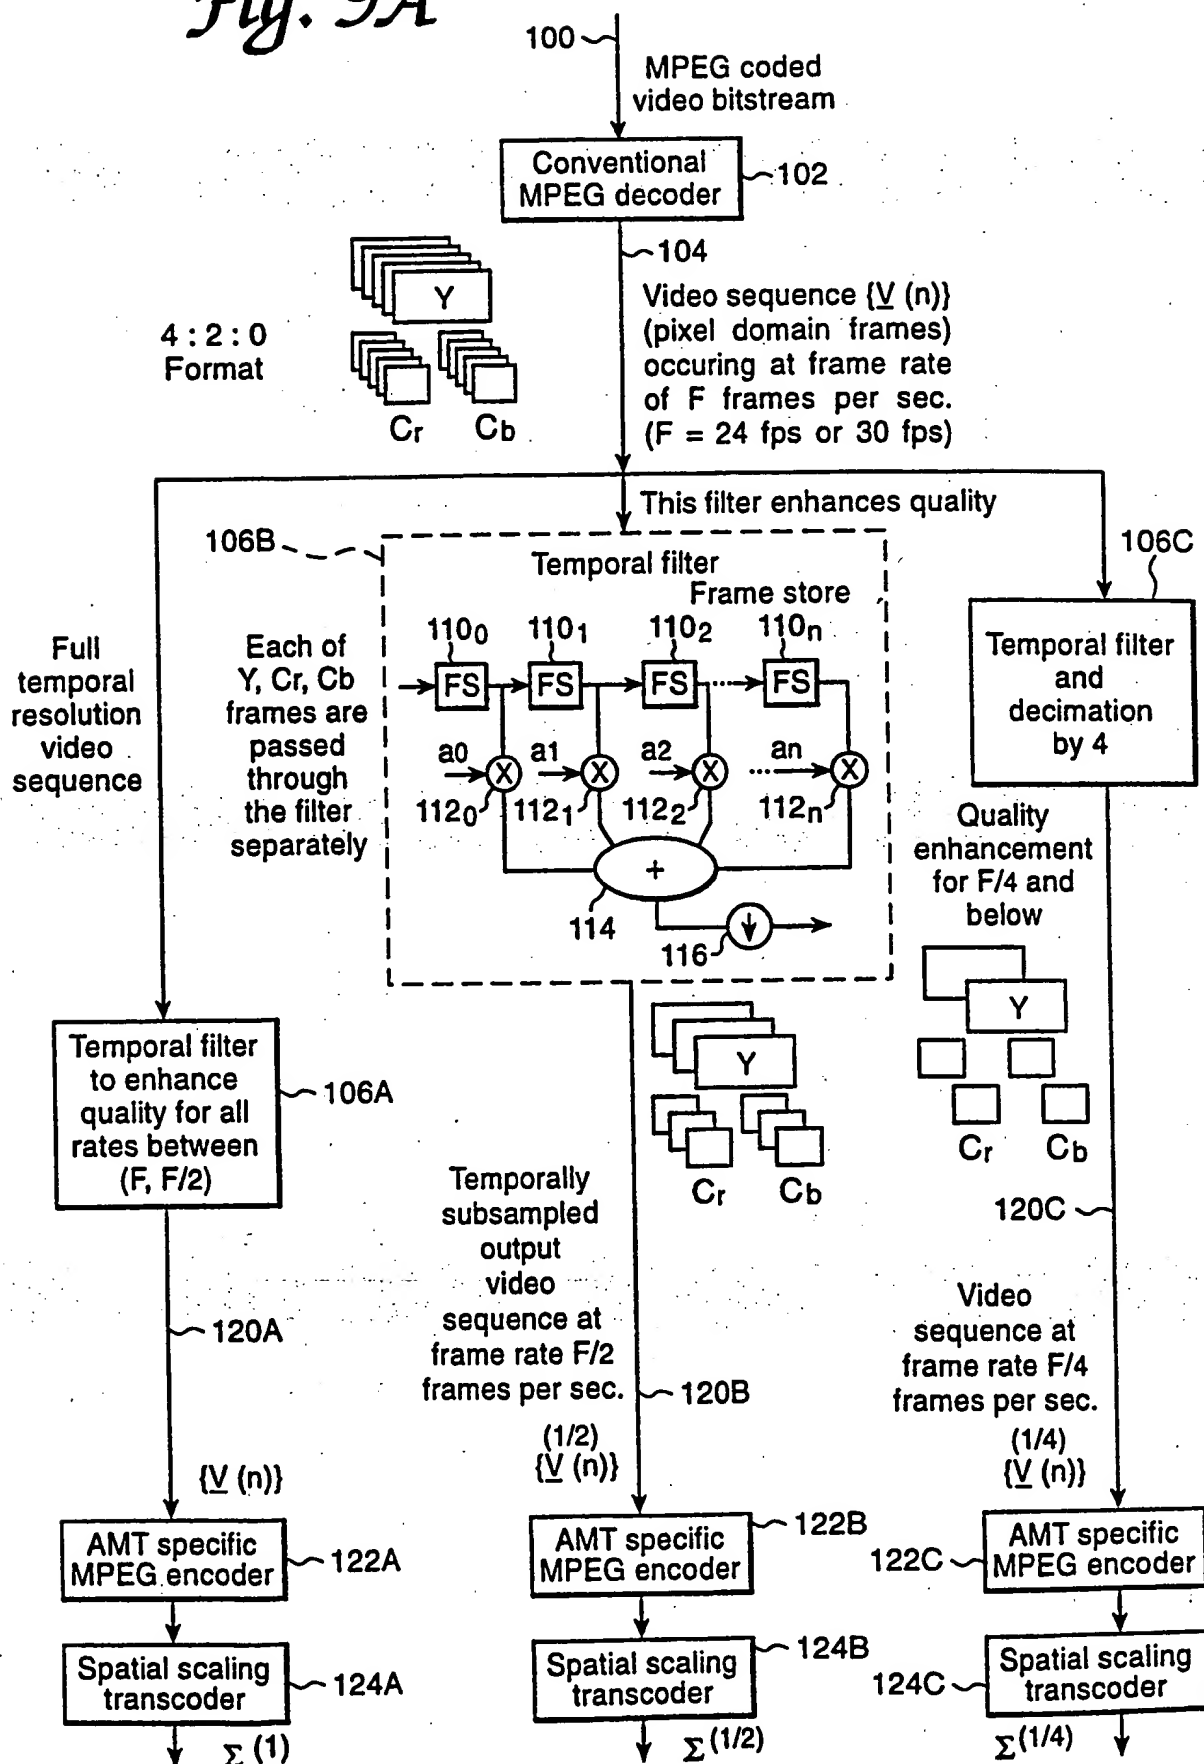 Fig. 9A
100
MPEG coded
video bitstream
Conventional
MPEG decoder
102
104
Y
4 : 2 : 0
Format
Cr
Cb
Video sequence {V (n)}
(pixel domain frames)
occuring at frame rate
of F frames per sec.
(F = 24 fps or 30 fps)
This filter enhances quality
106B
106C
Temporal filter
Frame store
Full
temporal
resolution
video
sequence
Each of
Y, Cr, Cb
frames are
passed
through
the filter
separately
110₀
110₁
110₂
110ₙ
FS
FS
FS
FS
a0
a1
a2
an
X
X
X
X
112₀
112₁
112₂
112ₙ
+
114
116
Temporal filter
and
decimation
by 4
Quality
enhancement
for F/4 and
below
Y
Cr
Cb
Temporal filter
to enhance
quality for all
rates between
(F, F/2)
106A
Y
Cr
Cb
Temporally
subsampled
output
video
sequence at
frame rate F/2
frames per sec.
120A
120B
120C
Video
sequence at
frame rate F/4
frames per sec.
{V (n)}
(1/2)
{V (n)}
(1/4)
{V (n)}
AMT specific
MPEG encoder
122A
AMT specific
MPEG encoder
122B
AMT specific
MPEG encoder
122C
Spatial scaling
transcoder
124A
Spatial scaling
transcoder
124B
Spatial scaling
transcoder
124C
Σ (1)
Σ (1/2)
Σ (1/4)